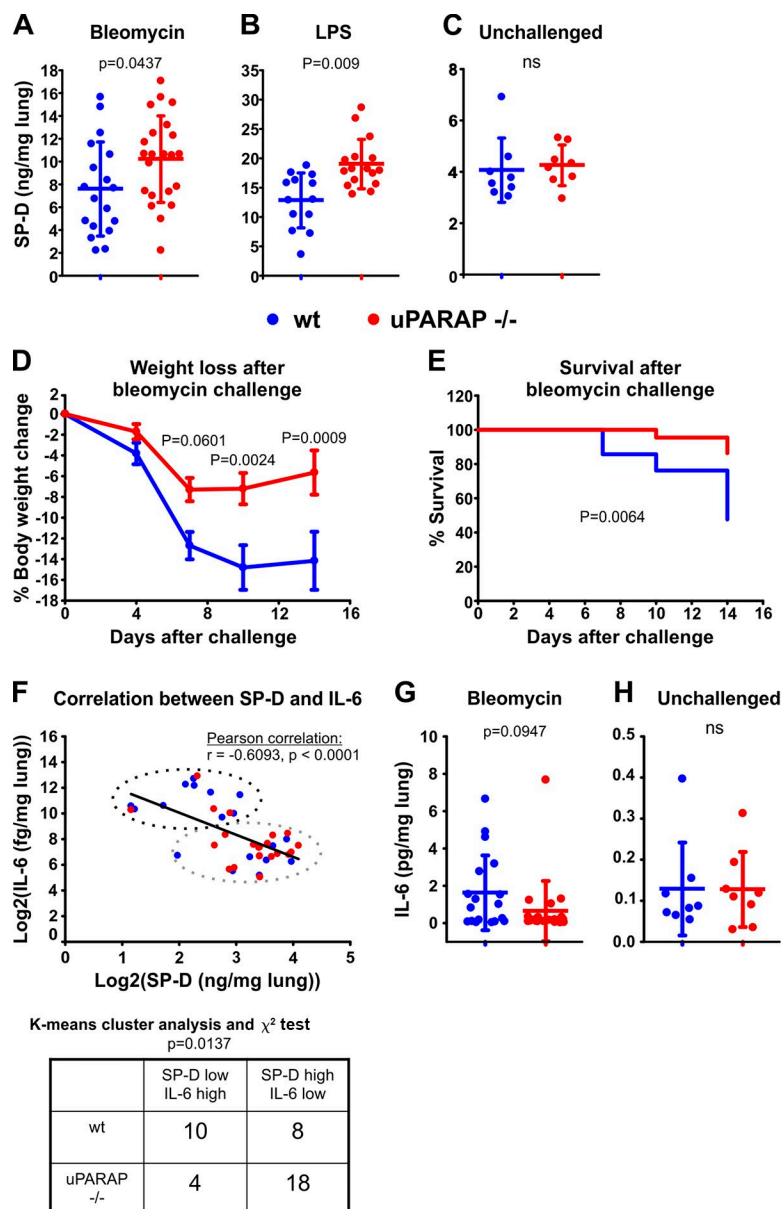 A Bleomycin
p=0.0437
SP-D (ng/mg lung)
18
16
14
12
10
8
6
4
2
0
B LPS
P=0.009
35
30
25
20
15
10
5
0
C Unchallenged
ns
8
6
4
2
0
wt uPARAP -/-
D Weight loss after
bleomycin challenge
% Body weight change
2
0
-2
-4
-6
-8
-10
-12
-14
-16
-18
P=0.0601
P=0.0024
P=0.0009
0 4 8 12 16
Days after challenge
E Survival after
bleomycin challenge
% Survival
120
100
80
60
40
20
0
P=0.0064
0 2 4 6 8 10 12 14 16
Days after challenge
F Correlation between SP-D and IL-6
Pearson correlation:
r = -0.6093, p < 0.0001
Log2(IL-6 (fg/mg lung))
16
14
12
10
8
6
4
2
0
0 1 2 3 4 5
Log2(SP-D (ng/mg lung))
G Bleomycin
p=0.0947
IL-6 (pg/mg lung)
10
8
6
4
2
0
H Unchallenged
ns
0.5
0.4
0.3
0.2
0.1
0.0
K-means cluster analysis and χ² test
p=0.0137
SP-D low SP-D high
IL-6 high IL-6 low
wt 10 8
uPARAP
-/- 4 18